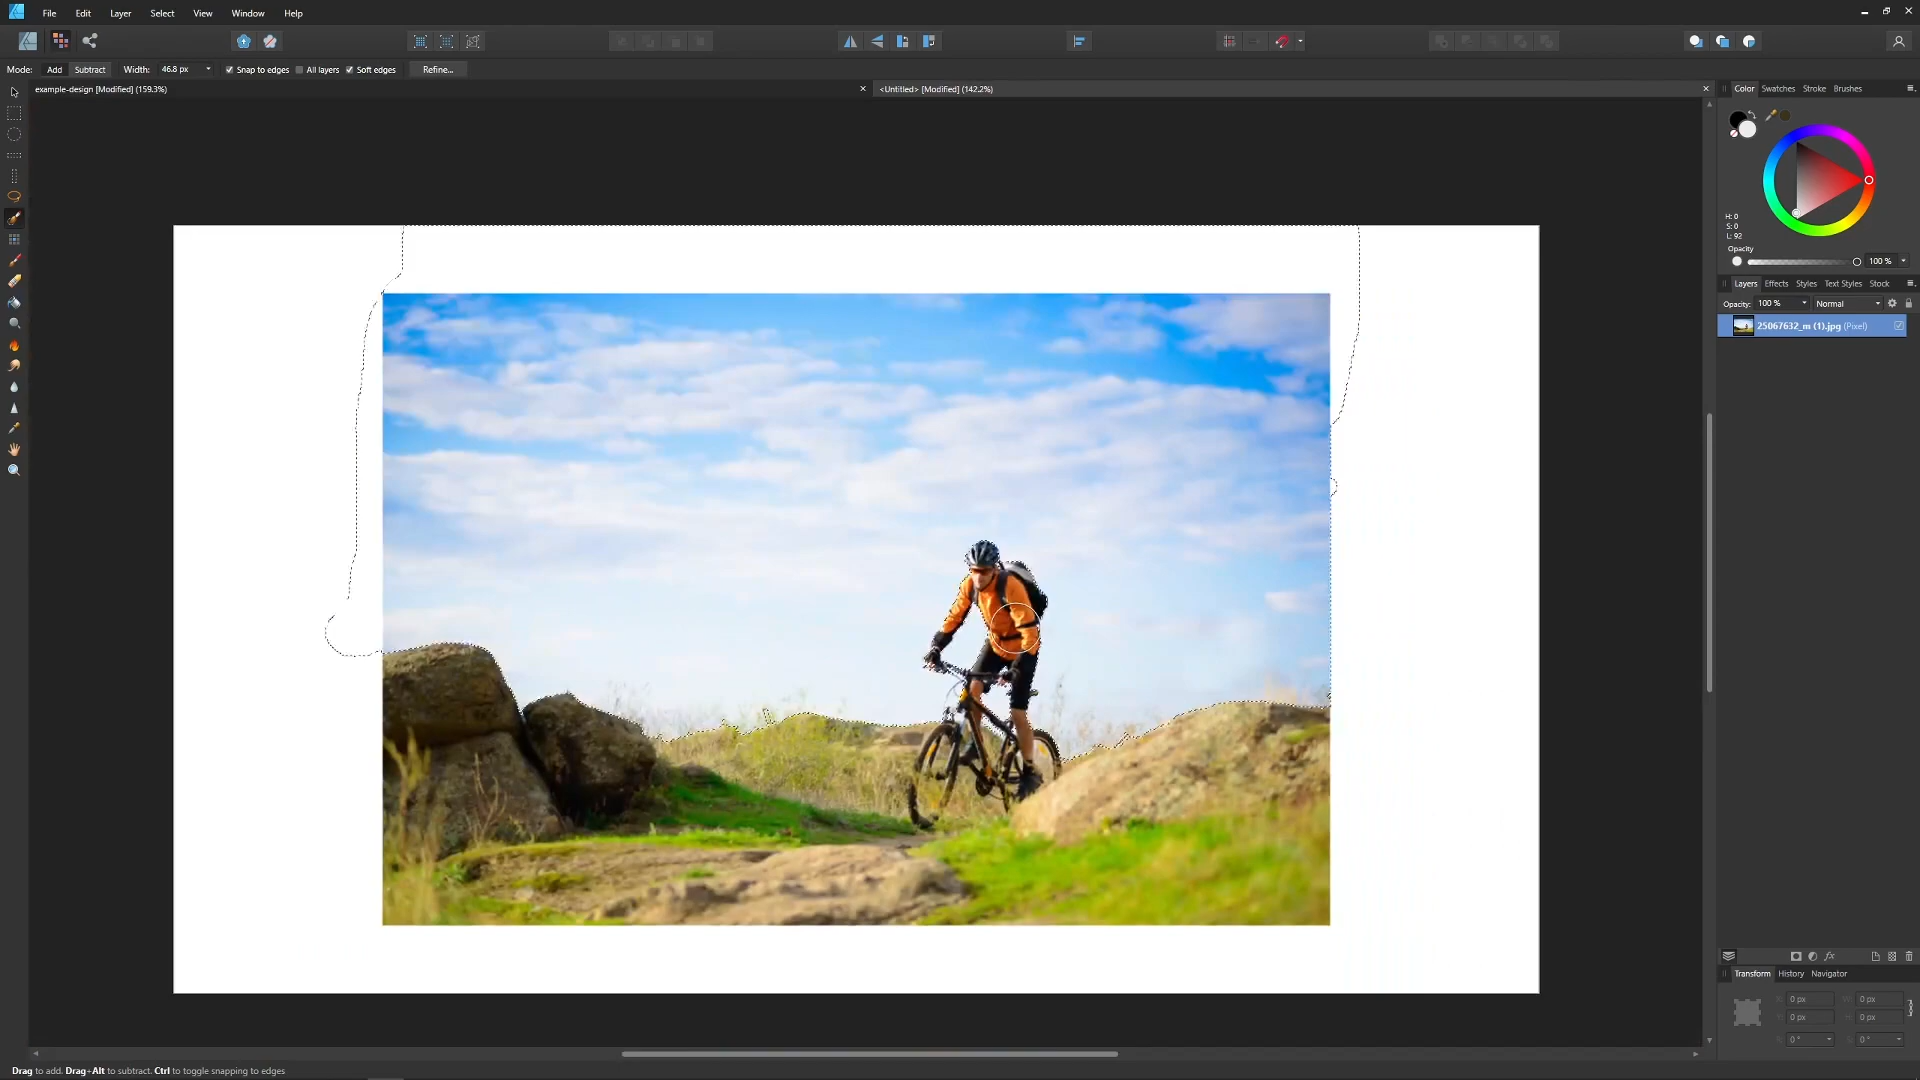 File Edit Layer Select View Window Help
Mode: Add Subtract Width: 46.8 px Snap to edges All layers Soft edges Refine...
example-design [Modified] (159.3%)
<Untitled> [Modified] (142.2%)
Color Swatches Stroke Brushes
H: 0
S: 0
L: 92
Opacity
100 %
Layers Effects Styles Text Styles Stock
Opacity: 100 % Normal
25067632_m (1).jpg (Pixel)
fx
Transform History Navigator
X: 0 px W: 0 px
Y: 0 px H: 0 px
R: 0 ° S: 0 °
Drag to add. Drag+Alt to subtract. Ctrl to toggle snapping to edges